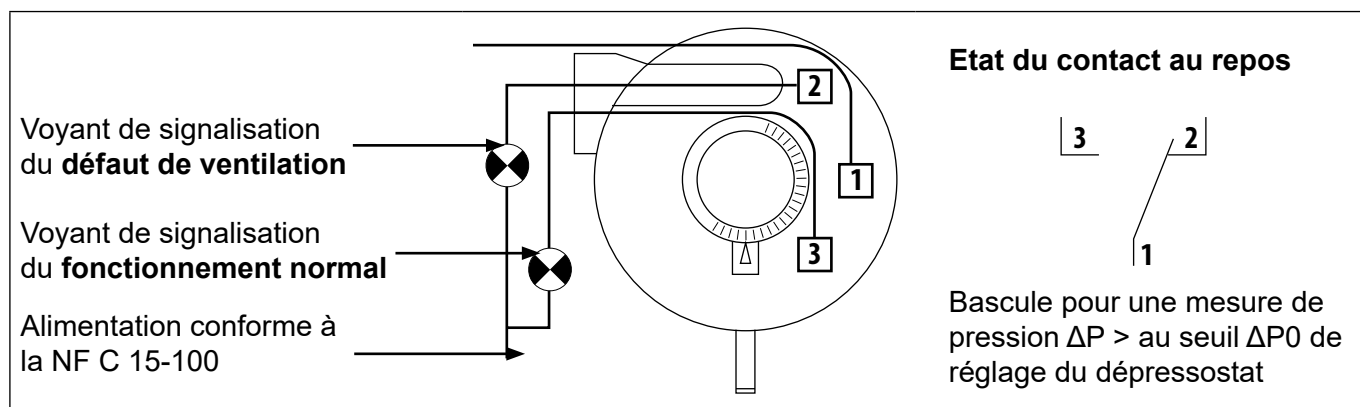 Voyant de signalisation
du défaut de ventilation
Voyant de signalisation
du fonctionnement normal
Alimentation conforme à
la NF C 15-100
2
1
3
Etat du contact au repos
3
2
1
Bascule pour une mesure de
pression ΔP > au seuil ΔP0 de
réglage du dépressostat